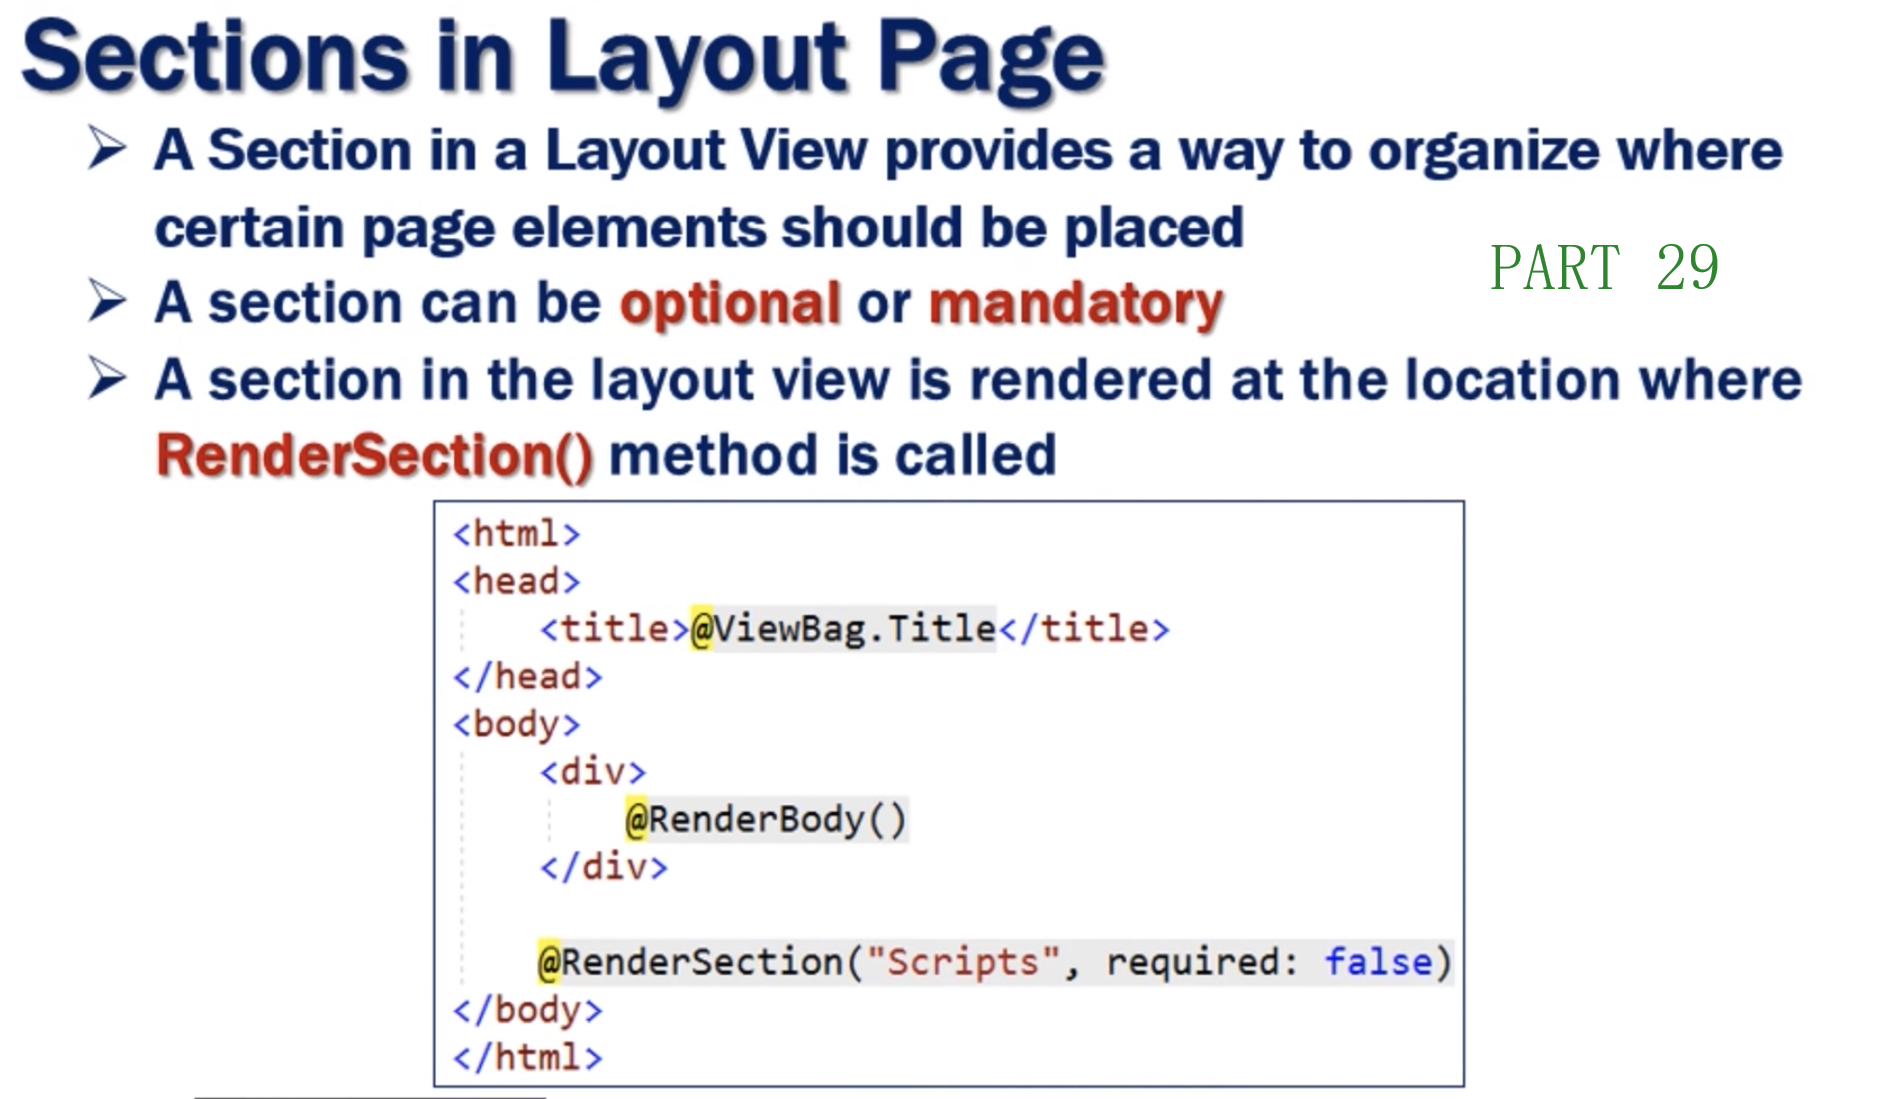 Sections in Layout Page
➢ A Section in a Layout View provides a way to organize where
certain page elements should be placed
PART 29
➢ A section can be optional or mandatory
➢ A section in the layout view is rendered at the location where
RenderSection() method is called
<html>
<head>
    <title>@ViewBag.Title</title>
</head>
<body>
    <div>
        @RenderBody()
    </div>
    @RenderSection("Scripts", required: false)
</body>
</html>